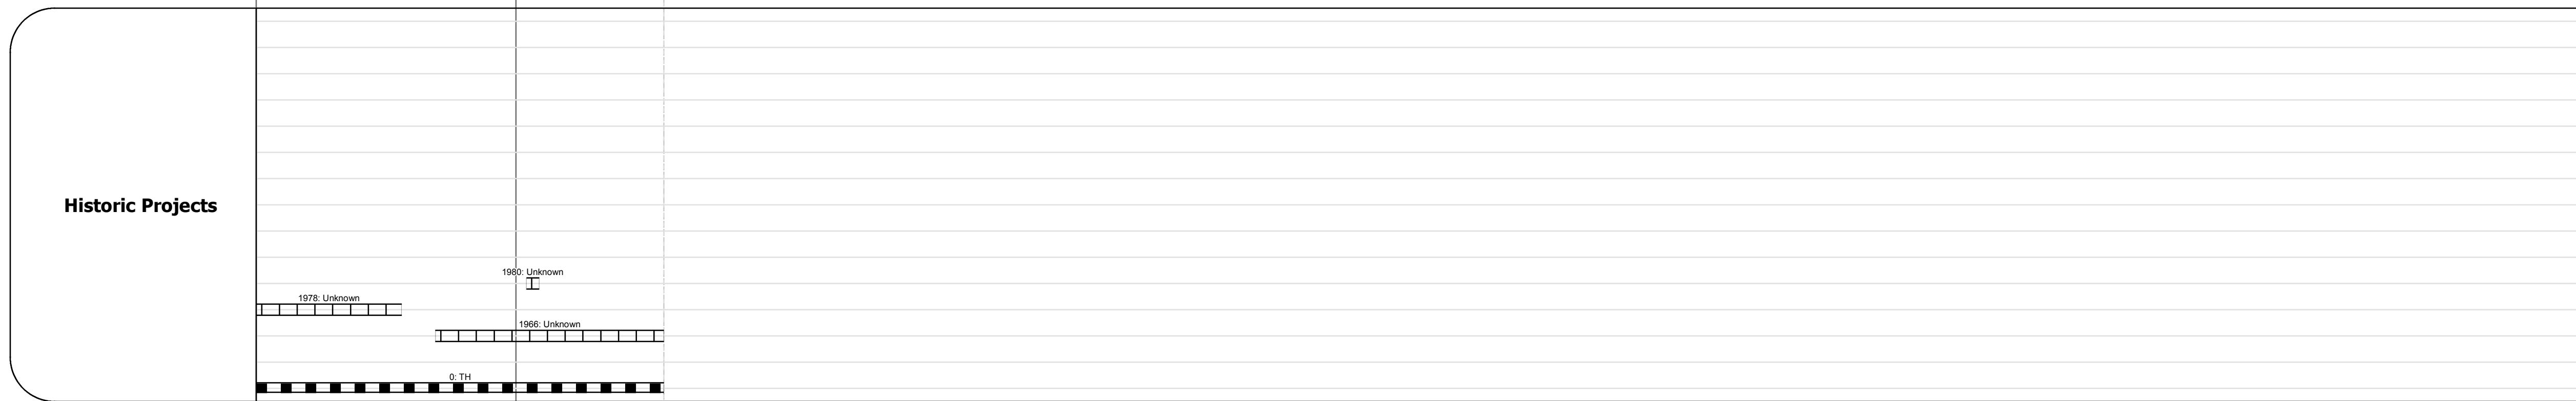 Historic Projects
1980: Unknown
1978: Unknown
1966: Unknown
0: TH